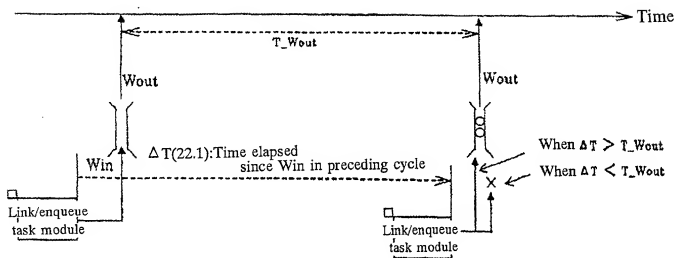 Time
T_Wout
Wout
Wout
ΔT(22.1):Time elapsed
since Win in preceding cycle
Win
When ΔT > T_Wout
When ΔT < T_Wout
Link/enqueue
task module
Link/enqueue
task module